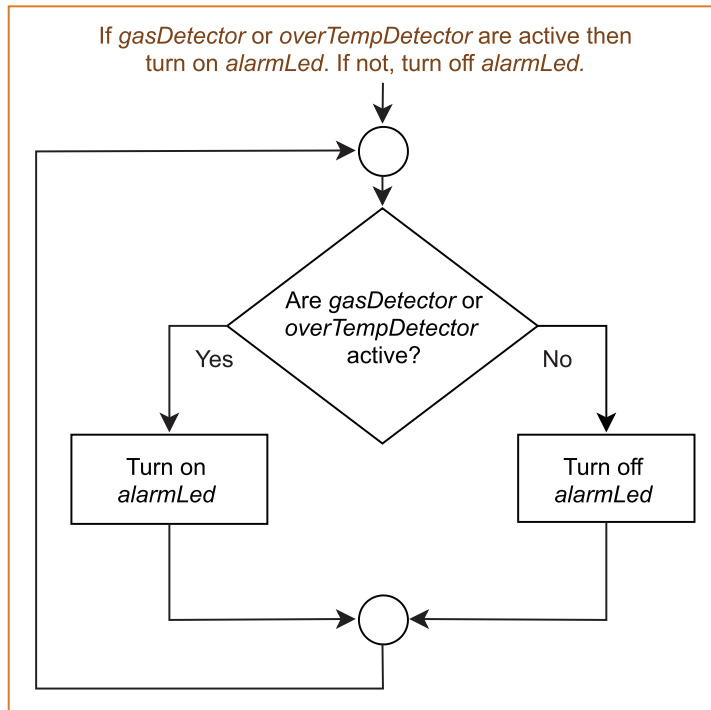 If gasDetector or overTempDetector are active then
turn on alarmLed. If not, turn off alarmLed.
Are gasDetector or
overTempDetector
active?
Yes
No
Turn on
alarmLed
Turn off
alarmLed